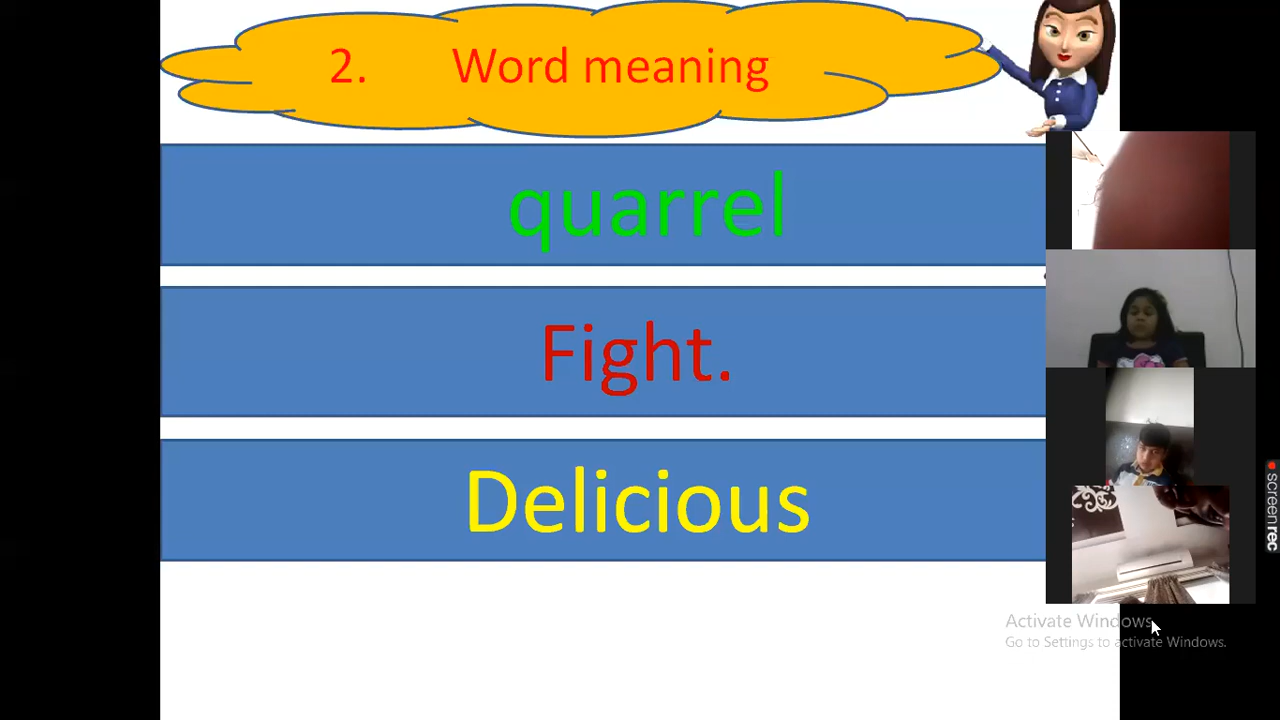 2. Word meaning
quarrel
Fight.
Delicious
Activate Windows
Go to Settings to activate Windows.
screenrec